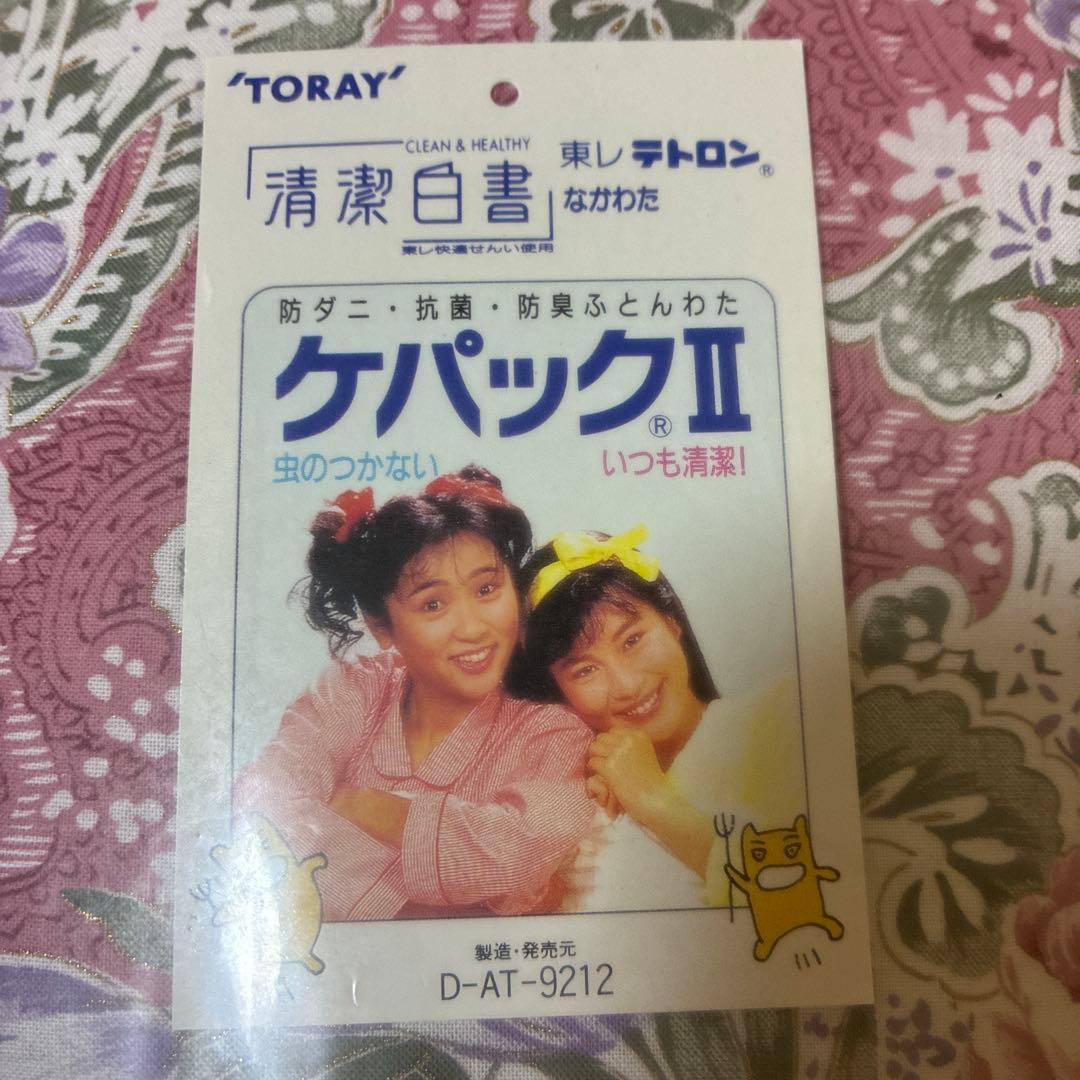 'TORAY'
CLEAN & HEALTHY
清潔白書
東レ快適せんい使用
東レ テトロン®
なかわた
防ダニ・抗菌・防臭ふとんわた
ケパック®II
虫のつかない いつも清潔!
製造・発売元
D-AT-9212